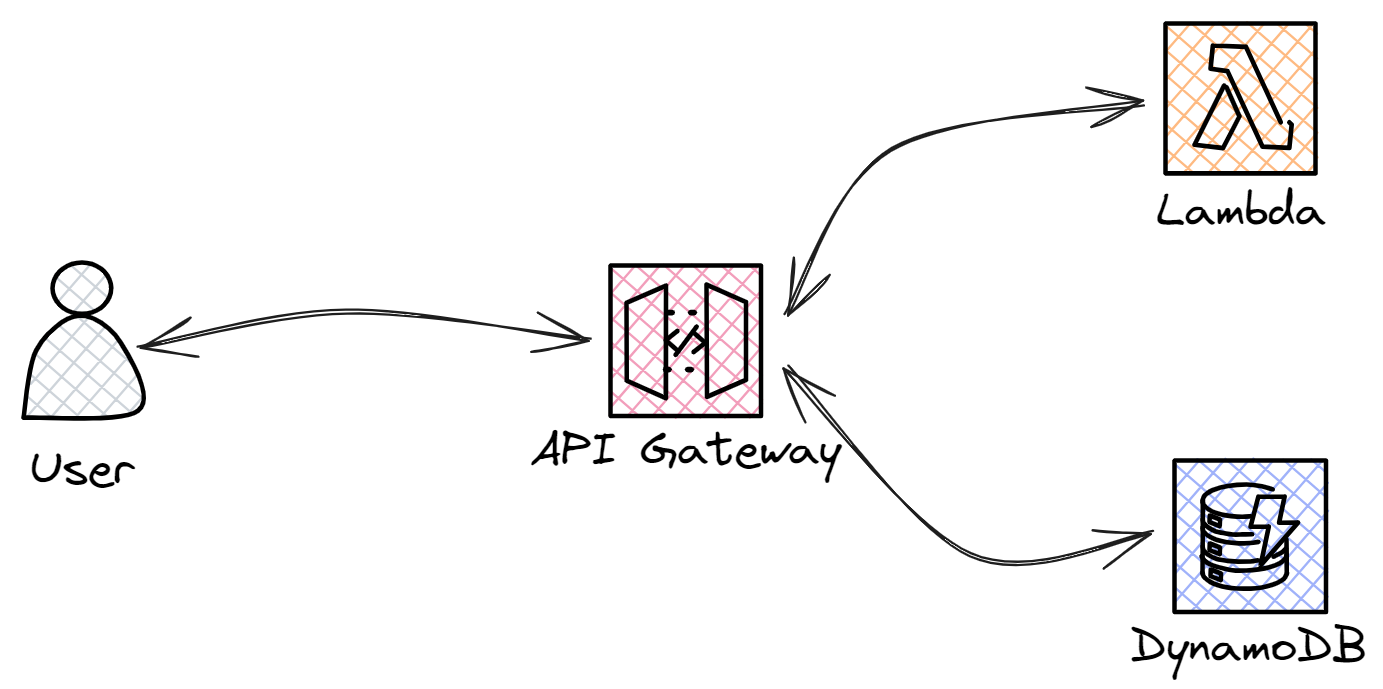 Lambda
User
API Gateway
DynamoDB